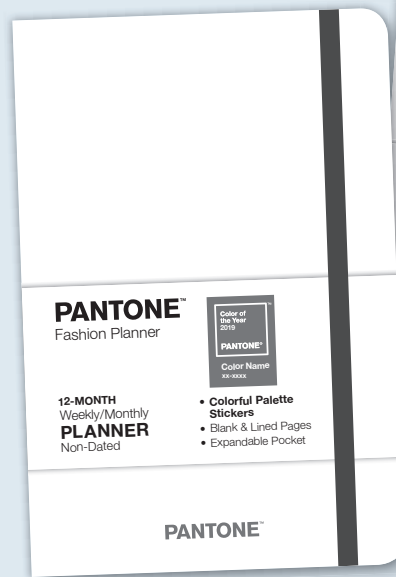 PANTONE™
Fashion Planner
12-MONTH
Weekly/Monthly
PLANNER
Non-Dated
Color of
the Year
2019
PANTONE®
Color Name
xx-xxxx
• Colorful Palette
Stickers
• Blank & Lined Pages
• Expandable Pocket
PANTONE™